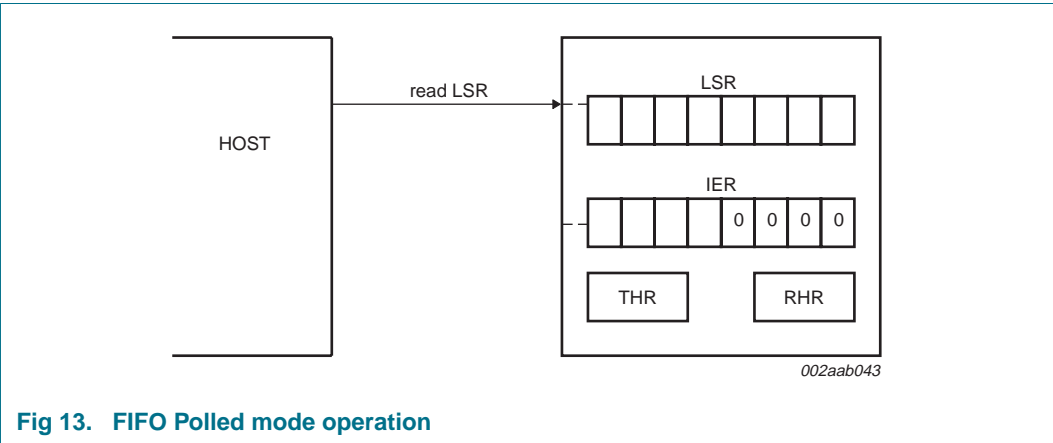 read LSR
LSR
HOST
IER
0 0 0 0
THR RHR
002aab043
Fig 13. FIFO Polled mode operation